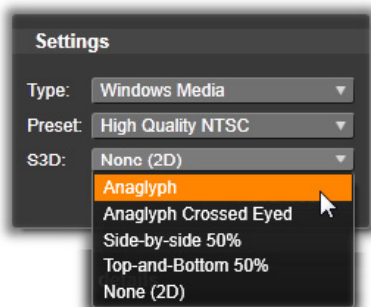 Settings
Type: Windows Media
Preset: High Quality NTSC
S3D: None (2D)
Anaglyph
Anaglyph Crossed Eyed
Side-by-side 50%
Top-and-Bottom 50%
None (2D)